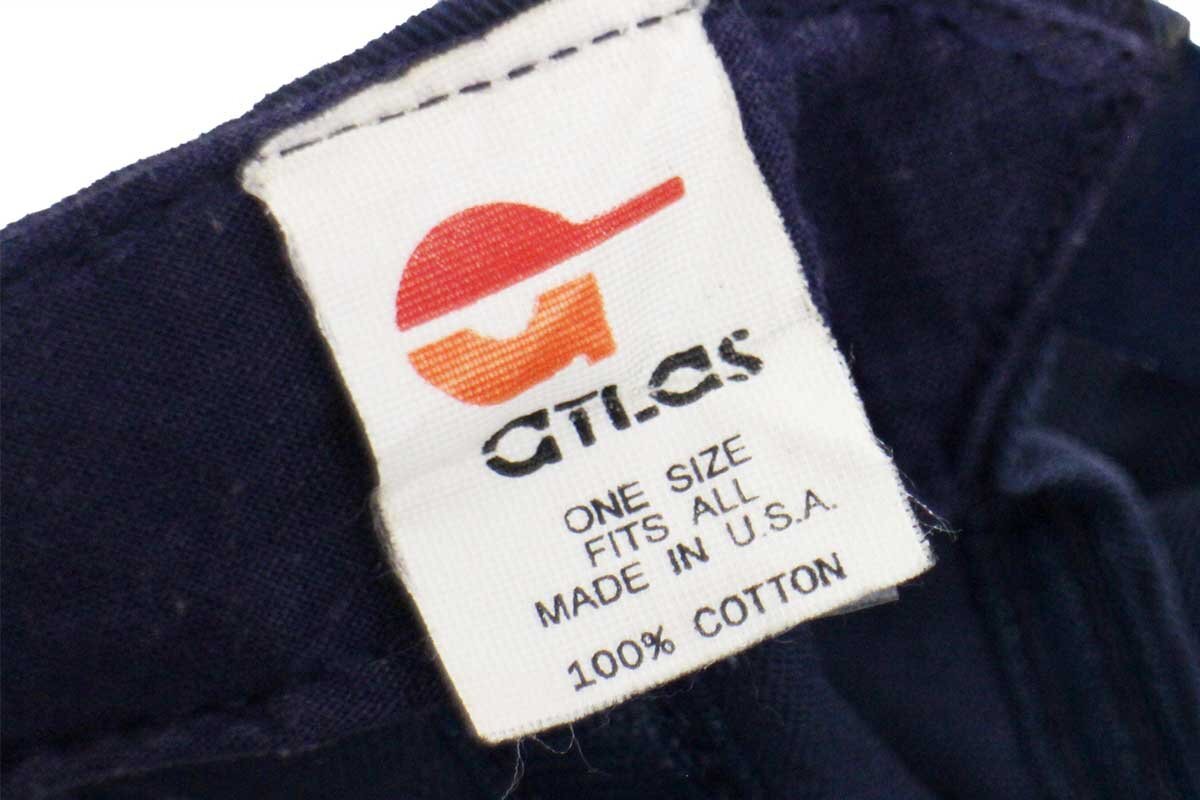 aTLas
ONE SIZE
FITS ALL
MADE IN U.S.A.
100% COTTON